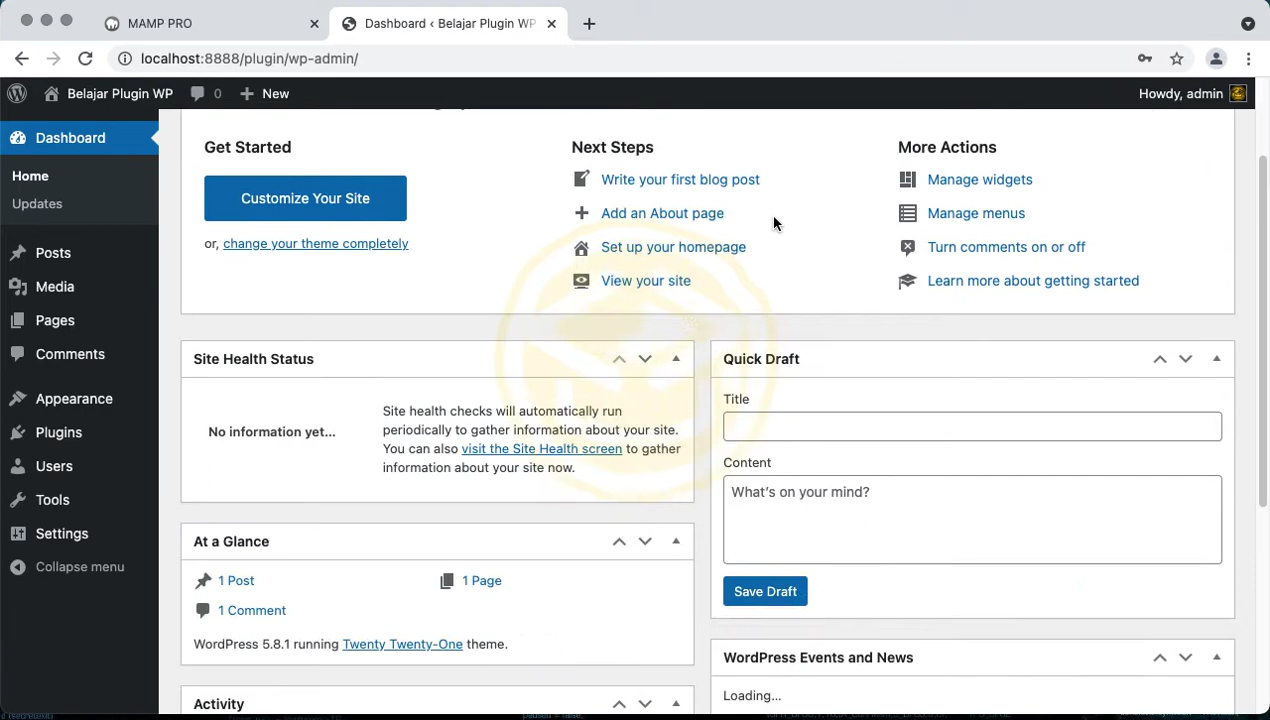 MAMP PRO
Dashboard ‹ Belajar Plugin WP
localhost:8888/plugin/wp-admin/
Belajar Plugin WP
0
New
Howdy, admin
Dashboard
Home
Updates
Posts
Media
Pages
Comments
Appearance
Plugins
Users
Tools
Settings
Collapse menu
Get Started
Customize Your Site
or, change your theme completely
Next Steps
Write your first blog post
Add an About page
Set up your homepage
View your site
More Actions
Manage widgets
Manage menus
Turn comments on or off
Learn more about getting started
Site Health Status
No information yet...
Site health checks will automatically run
periodically to gather information about your site.
You can also visit the Site Health screen to gather
information about your site now.
At a Glance
1 Post
1 Page
1 Comment
WordPress 5.8.1 running Twenty Twenty-One theme.
Activity
Quick Draft
Title
Content
What's on your mind?
Save Draft
WordPress Events and News
Loading...